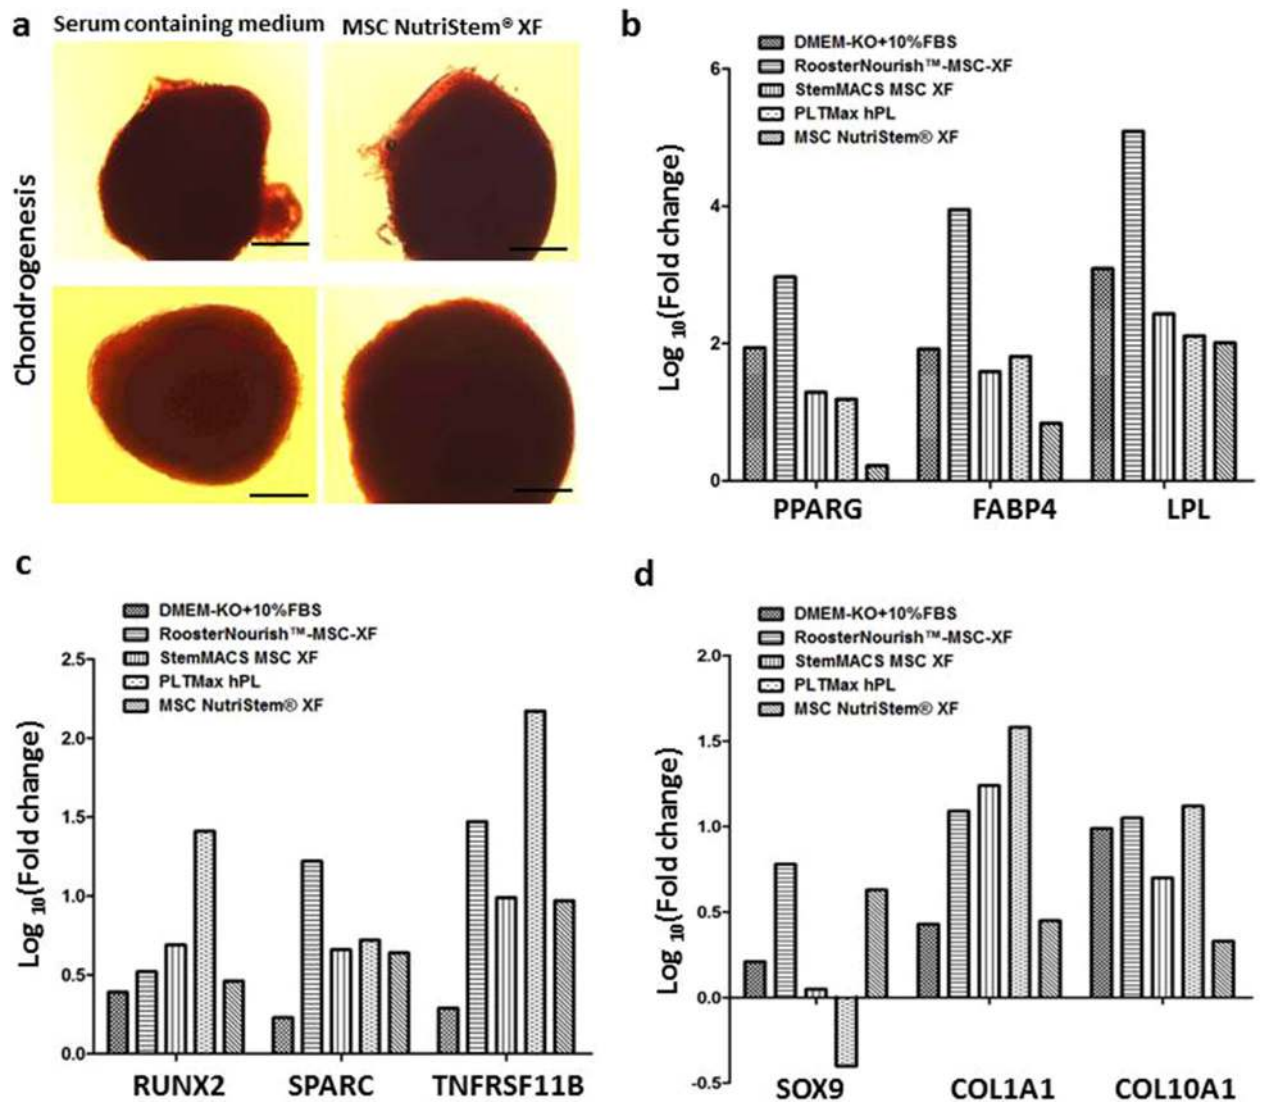 a
Serum containing medium MSC NutriStem® XF
Chondrogenesis
b
DMEM-KO+10%FBS
RoosterNourish™-MSC-XF
StemMACS MSC XF
PLTMax hPL
MSC NutriStem® XF
Log 10(Fold change)
6
4
2
0
PPARG FABP4 LPL
c
DMEM-KO+10%FBS
RoosterNourish™-MSC-XF
StemMACS MSC XF
PLTMax hPL
MSC NutriStem® XF
Log 10(Fold change)
2.5
2.0
1.5
1.0
0.5
0.0
RUNX2 SPARC TNFRSF11B
d
DMEM-KO+10%FBS
RoosterNourish™-MSC-XF
StemMACS MSC XF
PLTMax hPL
MSC NutriStem® XF
Log 10(Fold change)
2.0
1.5
1.0
0.5
0.0
-0.5
SOX9 COL1A1 COL10A1